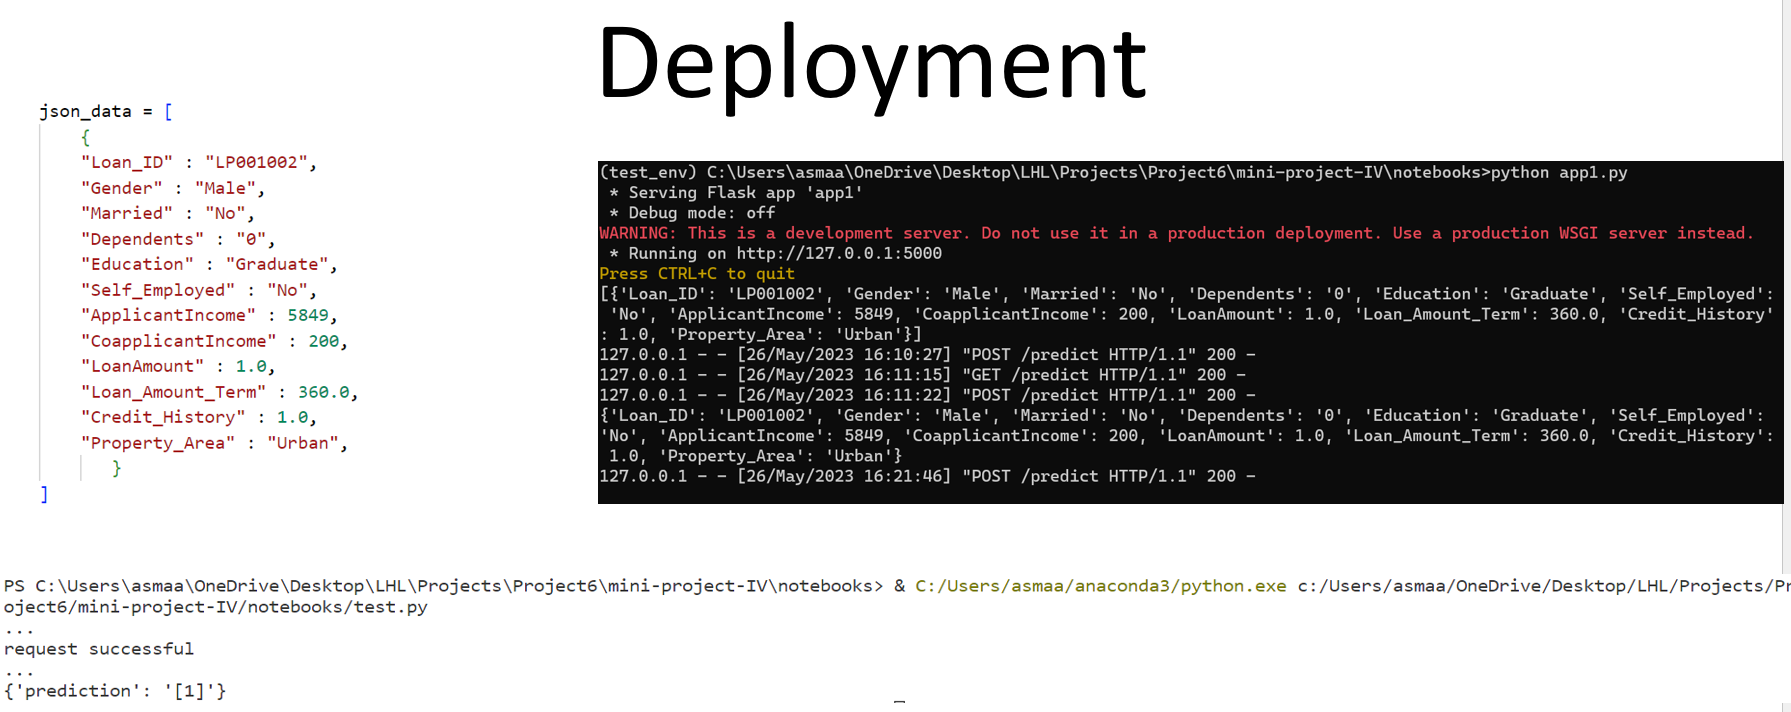 Deployment
json_data = [
{
"Loan_ID" : "LP001002",
"Gender" : "Male",
"Married" : "No",
"Dependents" : "0",
"Education" : "Graduate",
"Self_Employed" : "No",
"ApplicantIncome" : 5849,
"CoapplicantIncome" : 200,
"LoanAmount" : 1.0,
"Loan_Amount_Term" : 360.0,
"Credit_History" : 1.0,
"Property_Area" : "Urban",
}
]
(test_env) C:\Users\asmaa\OneDrive\Desktop\LHL\Projects\Project6\mini-project-IV\notebooks>python app1.py
* Serving Flask app 'app1'
* Debug mode: off
WARNING: This is a development server. Do not use it in a production deployment. Use a production WSGI server instead.
* Running on http://127.0.0.1:5000
Press CTRL+C to quit
[{'Loan_ID': 'LP001002', 'Gender': 'Male', 'Married': 'No', 'Dependents': '0', 'Education': 'Graduate', 'Self_Employed':
'No', 'ApplicantIncome': 5849, 'CoapplicantIncome': 200, 'LoanAmount': 1.0, 'Loan_Amount_Term': 360.0, 'Credit_History'
: 1.0, 'Property_Area': 'Urban'}]
127.0.0.1 - - [26/May/2023 16:10:27] "POST /predict HTTP/1.1" 200 -
127.0.0.1 - - [26/May/2023 16:11:15] "GET /predict HTTP/1.1" 200 -
127.0.0.1 - - [26/May/2023 16:11:22] "POST /predict HTTP/1.1" 200 -
{'Loan_ID': 'LP001002', 'Gender': 'Male', 'Married': 'No', 'Dependents': '0', 'Education': 'Graduate', 'Self_Employed':
'No', 'ApplicantIncome': 5849, 'CoapplicantIncome': 200, 'LoanAmount': 1.0, 'Loan_Amount_Term': 360.0, 'Credit_History':
1.0, 'Property_Area': 'Urban'}
127.0.0.1 - - [26/May/2023 16:21:46] "POST /predict HTTP/1.1" 200 -
PS C:\Users\asmaa\OneDrive\Desktop\LHL\Projects\Project6\mini-project-IV\notebooks> & C:/Users/asmaa/anaconda3/python.exe c:/Users/asmaa/OneDrive/Desktop/LHL/Projects/Pr
oject6/mini-project-IV/notebooks/test.py
...
request successful
...
{'prediction': '[1]'}